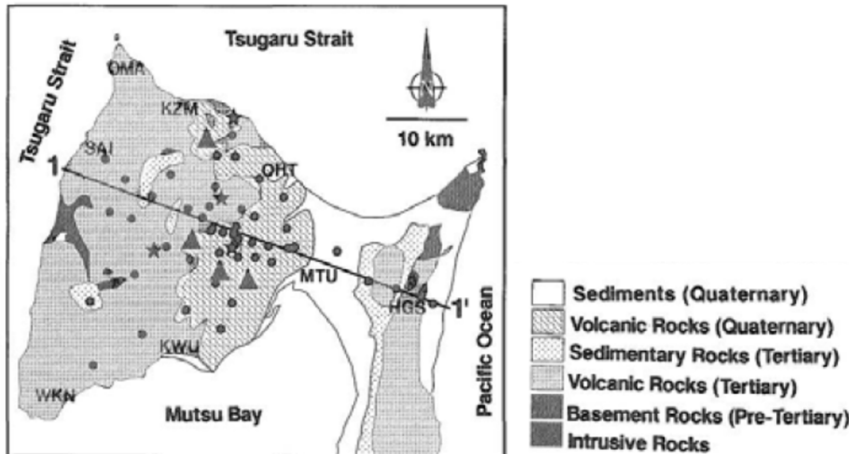 Tsugaru Strait
Tsugaru Strait
OMA
KZM
10 km
SAI
1
OHT
MTU
1'
HGS
KWU
WKN
Mutsu Bay
Pacific Ocean
Sediments (Quaternary)
Volcanic Rocks (Quaternary)
Sedimentary Rocks (Tertiary)
Volcanic Rocks (Tertiary)
Basement Rocks (Pre-Tertiary)
Intrusive Rocks